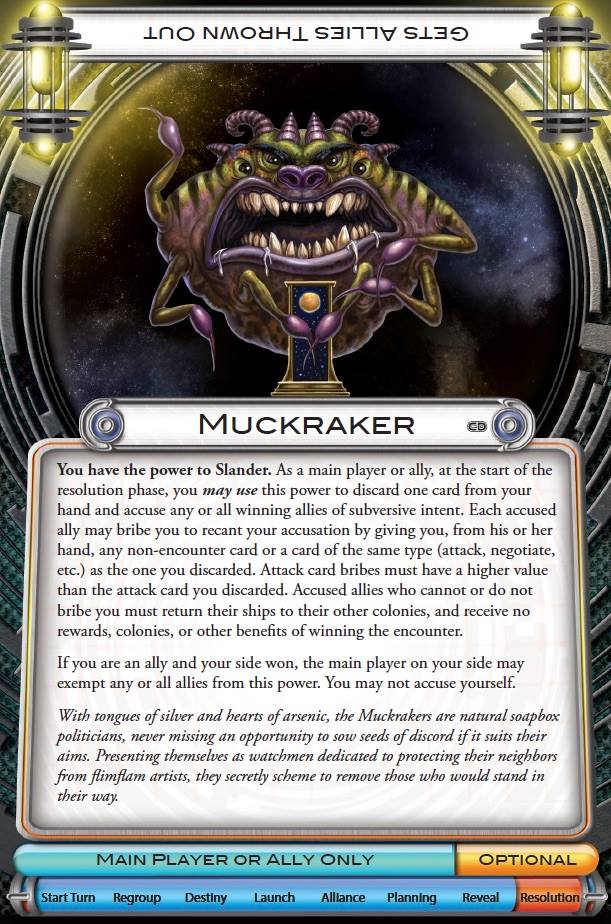 GETS ALLIES THROWN OUT
MUCKRAKER
CD
You have the power to Slander. As a main player or ally, at the start of the
resolution phase, you may use this power to discard one card from your
hand and accuse any or all winning allies of subversive intent. Each accused
ally may bribe you to recant your accusation by giving you, from his or her
hand, any non-encounter card or a card of the same type (attack, negotiate,
etc.) as the one you discarded. Attack card bribes must have a higher value
than the attack card you discarded. Accused allies who cannot or do not
bribe you must return their ships to their other colonies, and receive no
rewards, colonies, or other benefits of winning the encounter.
If you are an ally and your side won, the main player on your side may
exempt any or all allies from this power. You may not accuse yourself.
With tongues of silver and hearts of arsenic, the Muckrakers are natural soapbox
politicians, never missing an opportunity to sow seeds of discord if it suits their
aims. Presenting themselves as watchmen dedicated to protecting their neighbors
from flimflam artists, they secretly scheme to remove those who would stand in
their way.
MAIN PLAYER OR ALLY ONLY OPTIONAL
Start Turn Regroup Destiny Launch Alliance Planning Reveal Resolution